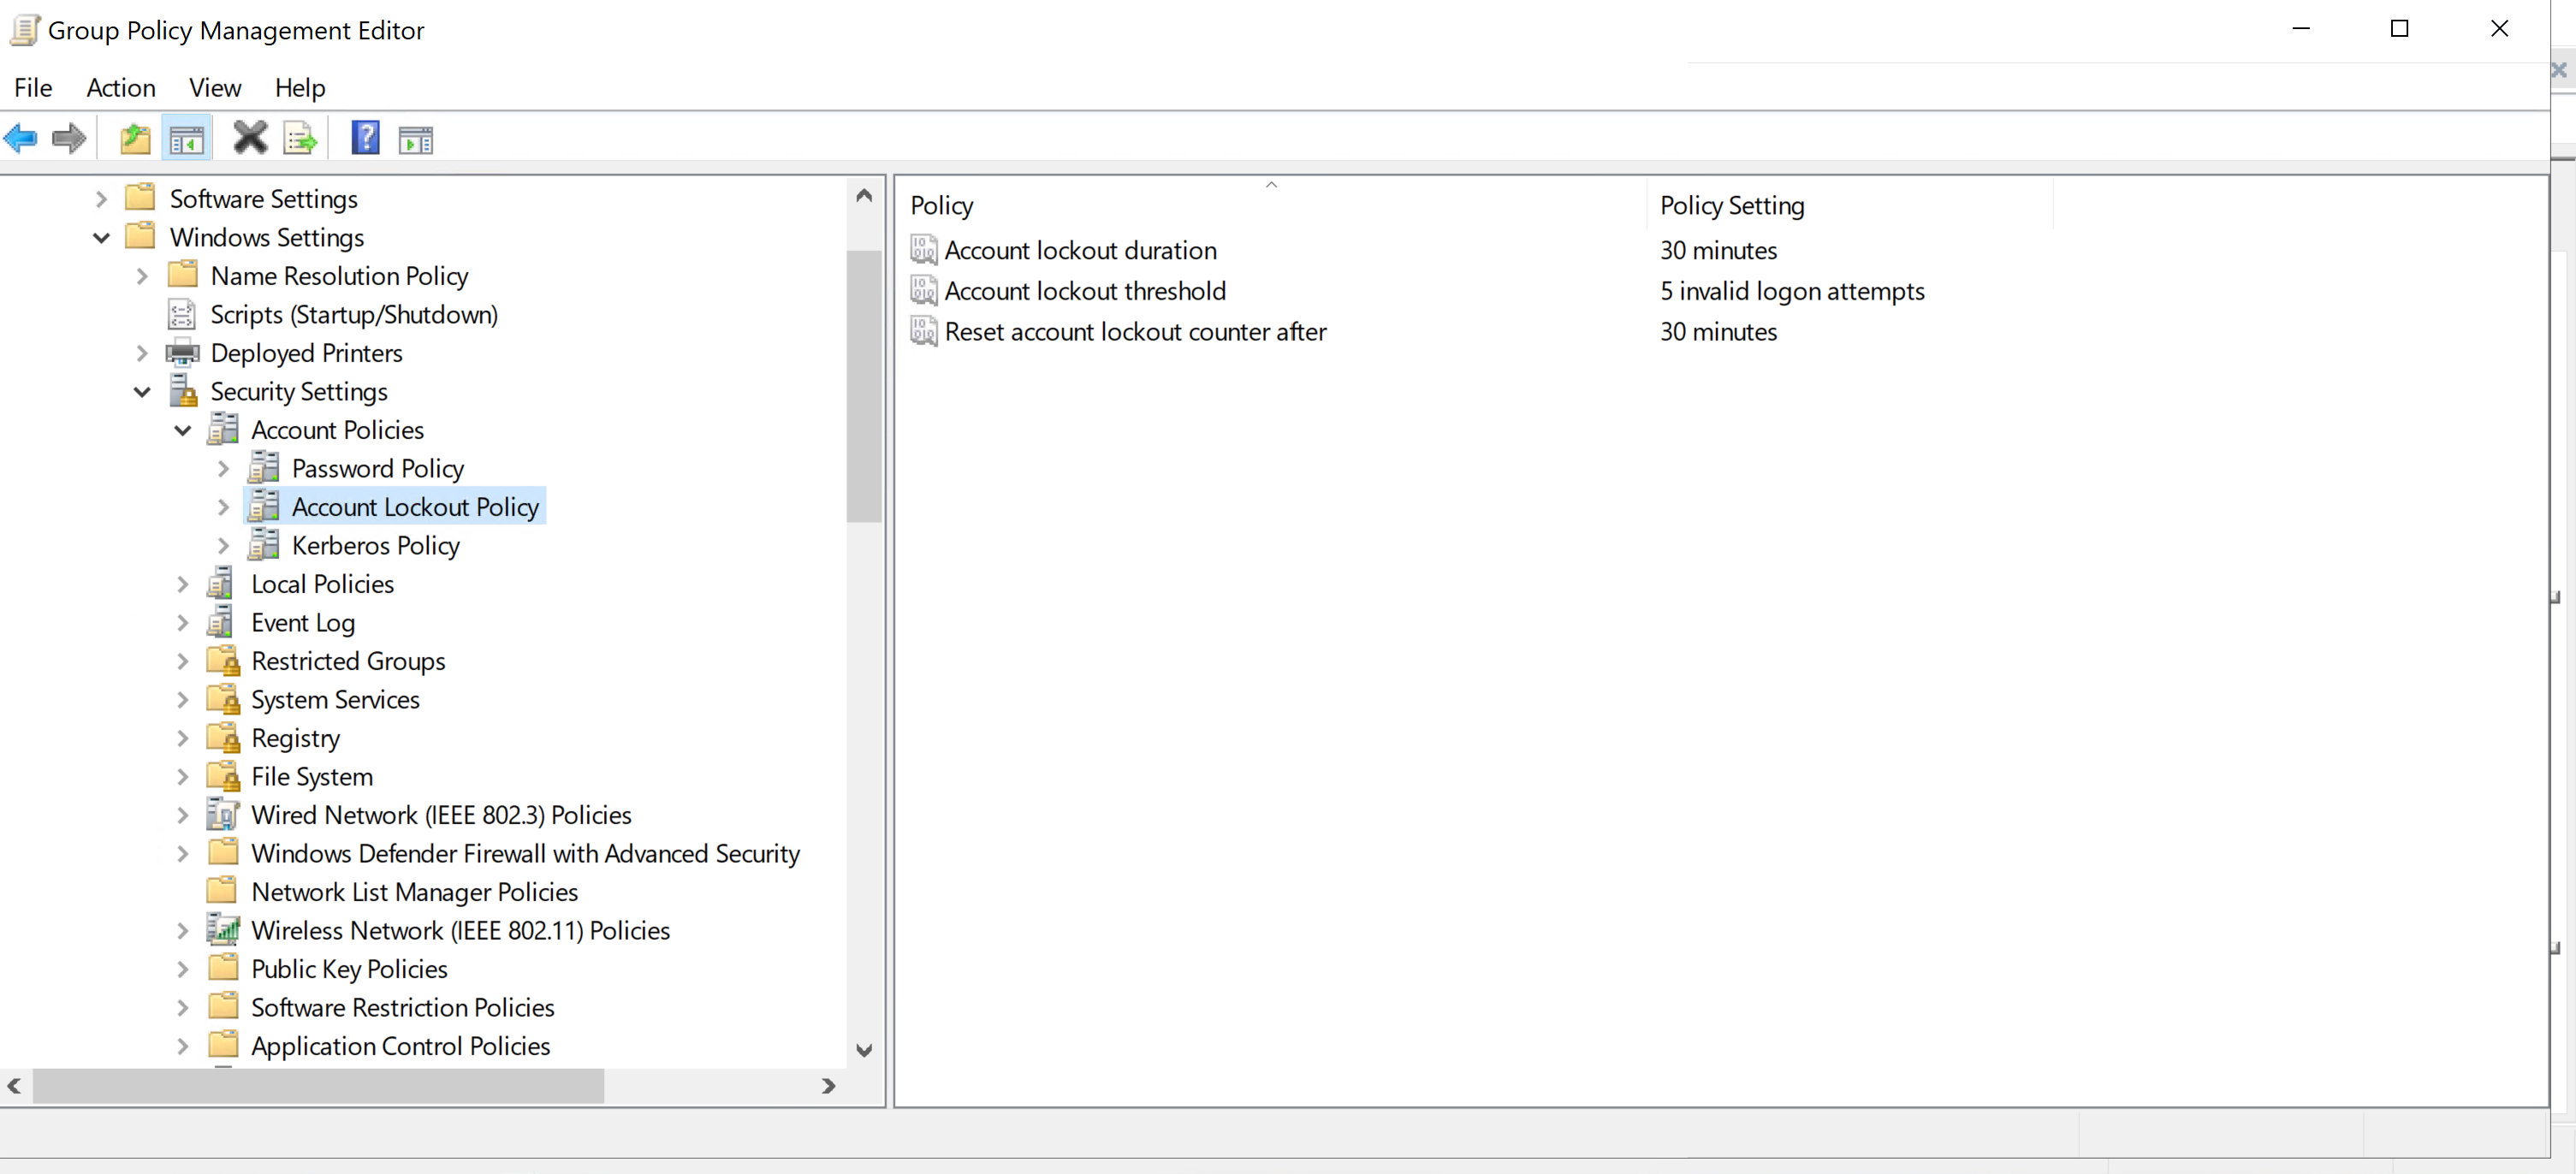 Group Policy Management Editor
File Action View Help
Software Settings
Windows Settings
Name Resolution Policy
Scripts (Startup/Shutdown)
Deployed Printers
Security Settings
Account Policies
Password Policy
Account Lockout Policy
Kerberos Policy
Local Policies
Event Log
Restricted Groups
System Services
Registry
File System
Wired Network (IEEE 802.3) Policies
Windows Defender Firewall with Advanced Security
Network List Manager Policies
Wireless Network (IEEE 802.11) Policies
Public Key Policies
Software Restriction Policies
Application Control Policies
Policy Policy Setting
Account lockout duration 30 minutes
Account lockout threshold 5 invalid logon attempts
Reset account lockout counter after 30 minutes